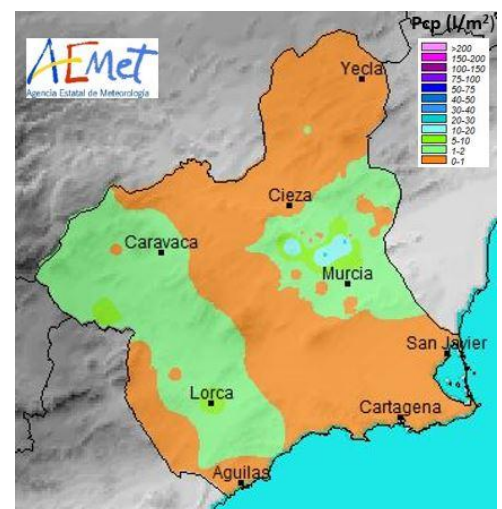 AEMet
Agencia Estatal de Meteorología
Pcp (l/m²)
>200
150-200
100-150
75-100
50-75
40-50
30-40
20-30
10-20
5-10
1-2
0-1
Yecla
Cieza
Caravaca
Murcia
San Javier
Lorca
Cartagena
Aguilas